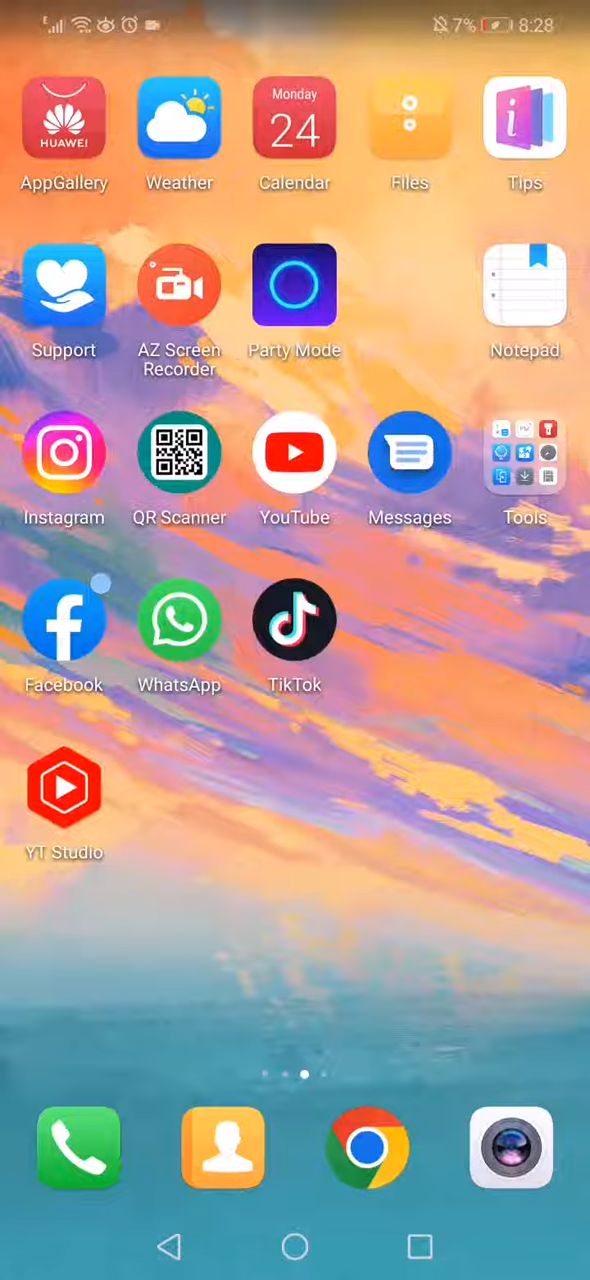 E
7%
8:28
HUAWEI
Monday
24
i
AppGallery
Weather
Calendar
Files
Tips
Support
AZ Screen
Recorder
Party Mode
Notepad
Instagram
QR Scanner
YouTube
Messages
Tools
Facebook
WhatsApp
TikTok
YT Studio